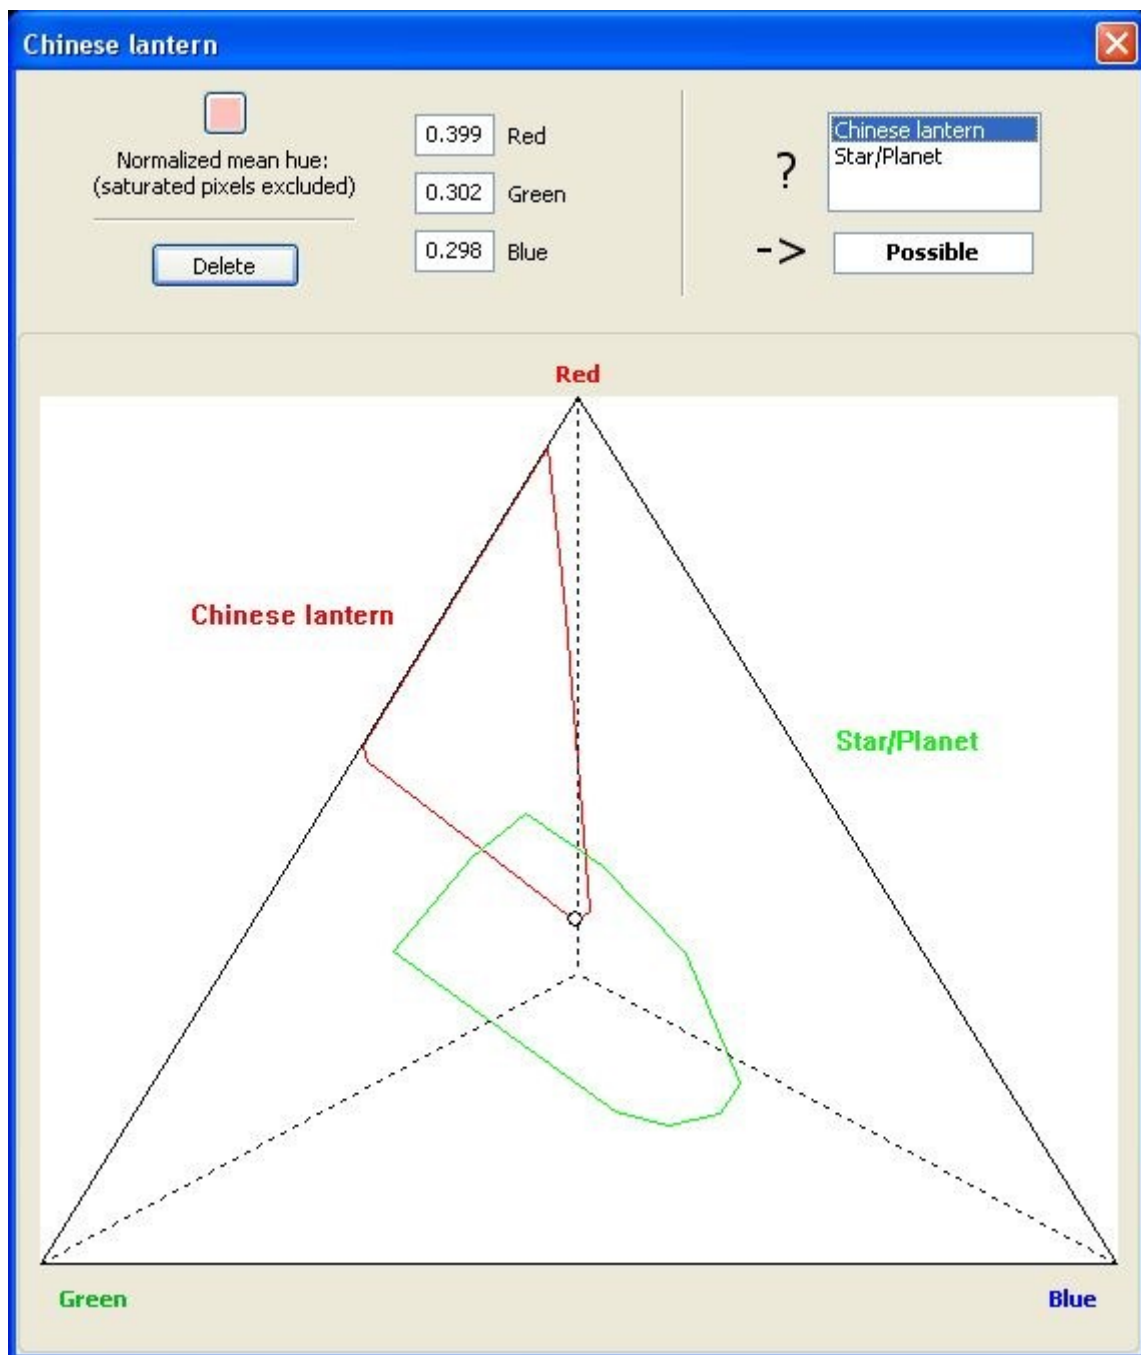 Chinese lantern
Normalized mean hue:
(saturated pixels excluded)
Delete
0.399 Red
0.302 Green
0.298 Blue
?
Chinese lantern
Star/Planet
->
Possible
Red
Chinese lantern
Star/Planet
Green
Blue